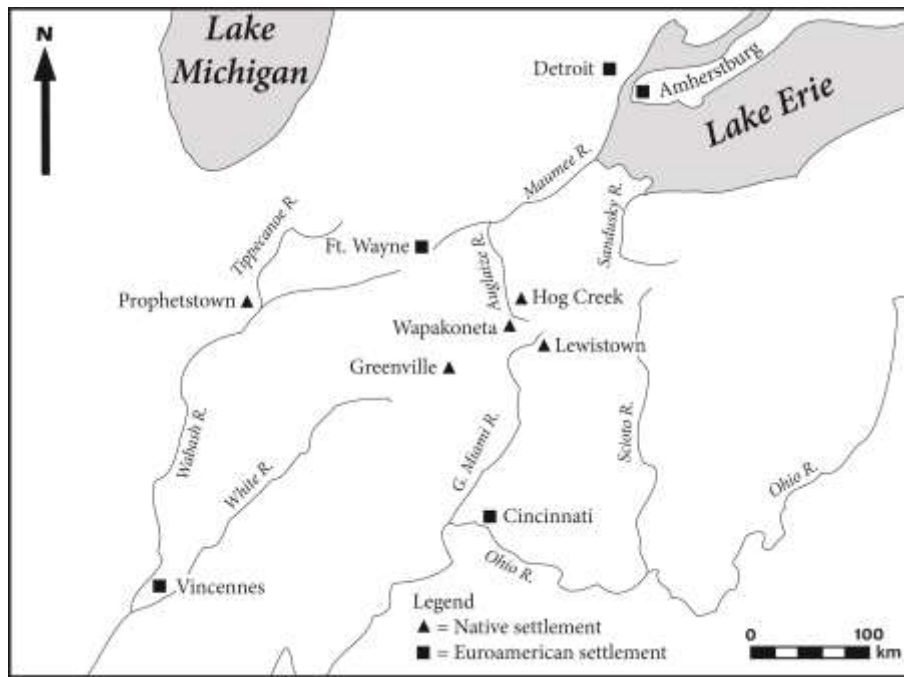 N
Lake
Michigan
Detroit
Amherstburg
Lake Erie
Maumee R.
Sandusky R.
Tippecanoe R.
Ft. Wayne
Auglaize R.
Prophetstown
Hog Creek
Wapakoneta
Lewistown
Greenville
Wabash R.
White R.
G. Miami R.
Scioto R.
Ohio R.
Cincinnati
Ohio R.
Vincennes
Legend
▲ = Native settlement
■ = Euroamerican settlement
0 100
km